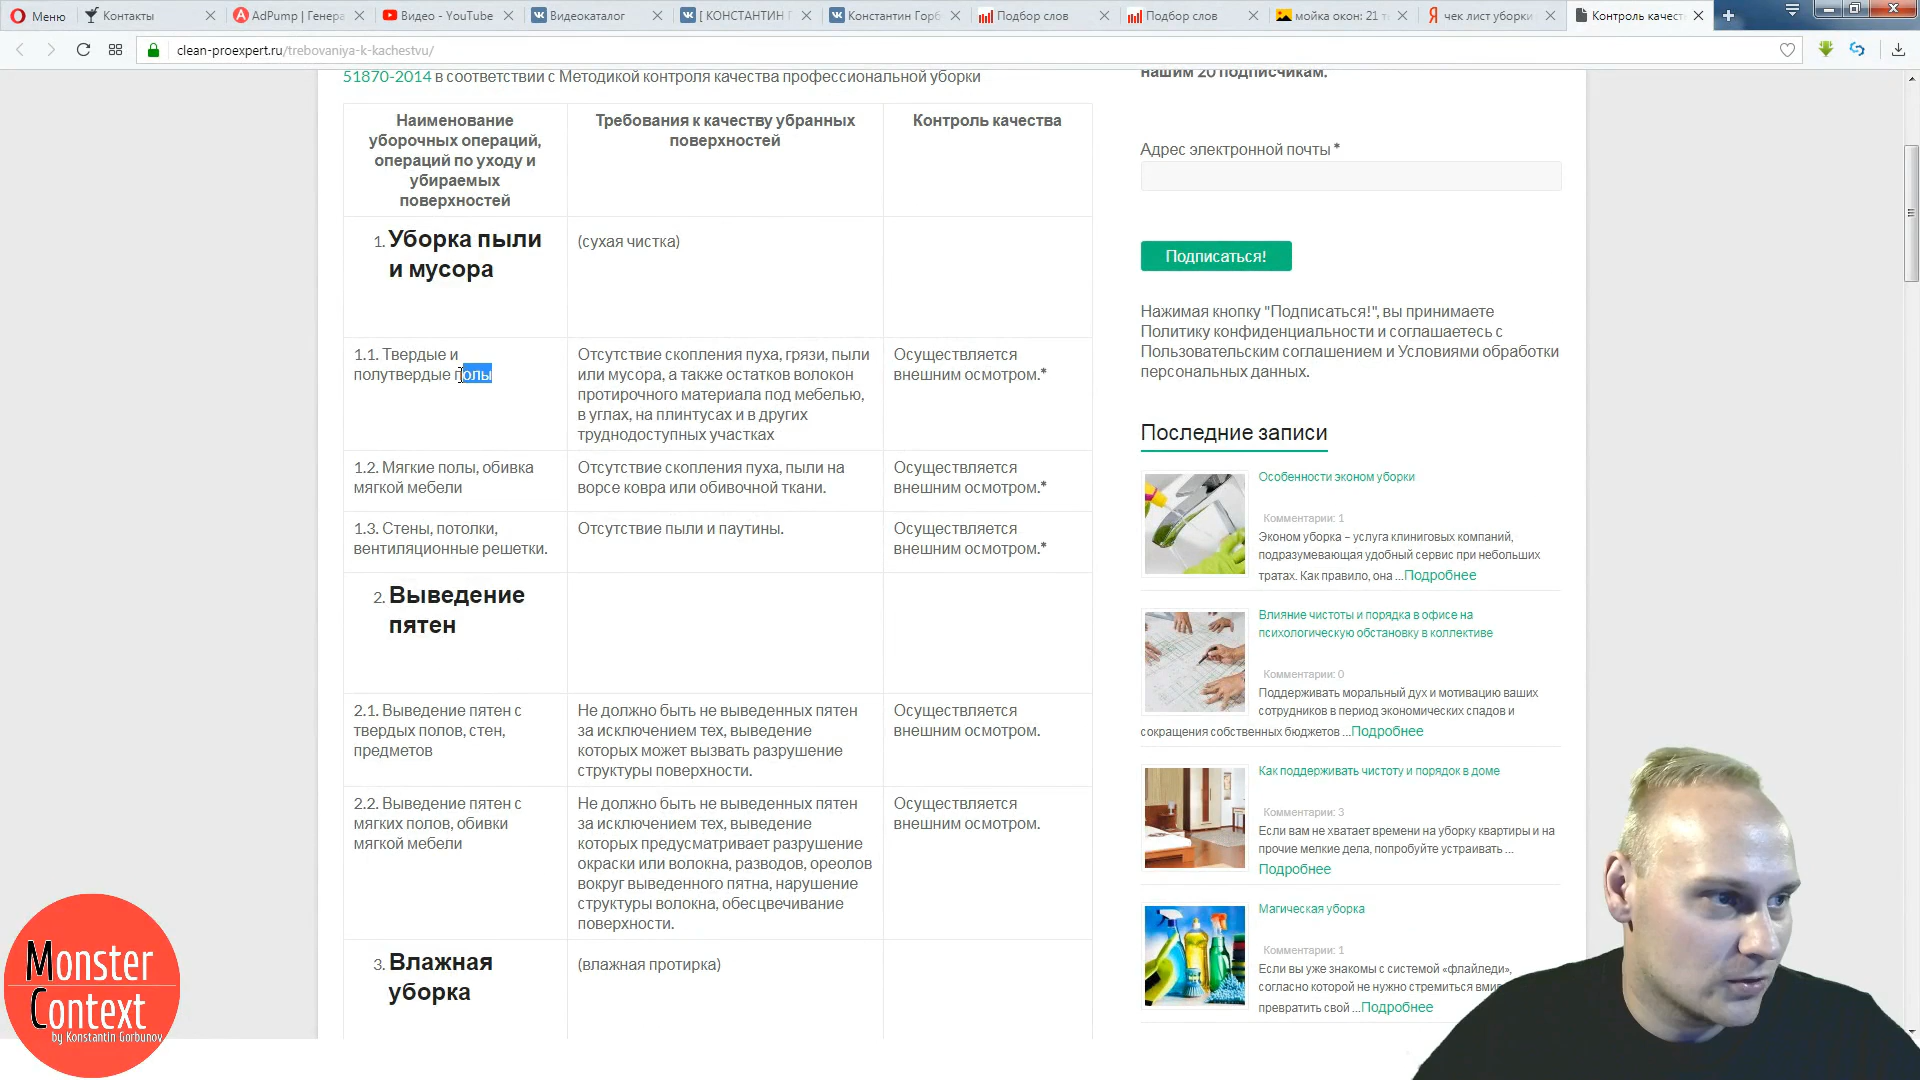 Меню
Контакты
AdPump | Генера
Видео - YouTube
Видеокаталог
[ КОНСТАНТИН Г
Константин Горб
Подбор слов
Подбор слов
мойка окон: 21 т
чек лист уборки
Контроль качест
clean-proexpert.ru/trebovaniya-k-kachestvu/
51870-2014 в соответствии с Методикой контроля качества профессиональной уборки
Наименование
уборочных операций,
операций по уходу и
убираемых
поверхностей
Требования к качеству убранных
поверхностей
Контроль качества
1. Уборка пыли
и мусора
(сухая чистка)
1.1. Твердые и
полутвердые полы
Отсутствие скопления пуха, грязи, пыли
или мусора, а также остатков волокон
протирочного материала под мебелью,
в углах, на плинтусах и в других
труднодоступных участках
Осуществляется
внешним осмотром.*
1.2. Мягкие полы, обивка
мягкой мебели
Отсутствие скопления пуха, пыли на
ворсе ковра или обивочной ткани.
Осуществляется
внешним осмотром.*
1.3. Стены, потолки,
вентиляционные решетки.
Отсутствие пыли и паутины.
Осуществляется
внешним осмотром.*
2. Выведение
пятен
2.1. Выведение пятен с
твердых полов, стен,
предметов
Не должно быть не выведенных пятен
за исключением тех, выведение
которых может вызвать разрушение
структуры поверхности.
Осуществляется
внешним осмотром.
2.2. Выведение пятен с
мягких полов, обивки
мягкой мебели
Не должно быть не выведенных пятен
за исключением тех, выведение
которых предусматривает разрушение
окраски или волокна, разводов, ореолов
вокруг выведенного пятна, нарушение
структуры волокна, обесцвечивание
поверхности.
Осуществляется
внешним осмотром.
3. Влажная
уборка
(влажная протирка)
нашим 20 подписчикам.
Адрес электронной почты *
Подписаться!
Нажимая кнопку "Подписаться!", вы принимаете
Политику конфиденциальности и соглашаетесь с
Пользовательским соглашением и Условиями обработки
персональных данных.
Последние записи
Особенности эконом уборки
Комментарии: 1
Эконом уборка – услуга клининговых компаний,
подразумевающая удобный сервис при небольших
тратах. Как правило, она ...Подробнее
Влияние чистоты и порядка в офисе на
психологическую обстановку в коллективе
Комментарии: 0
Поддерживать моральный дух и мотивацию ваших
сотрудников в период экономических спадов и
сокращения собственных бюджетов ...Подробнее
Как поддерживать чистоту и порядок в доме
Комментарии: 3
Если вам не хватает времени на уборку квартиры и на
прочие мелкие дела, попробуйте устраивать ...
Подробнее
Магическая уборка
Комментарии: 1
Если вы уже знакомы с системой «флайледи»,
согласно которой не нужно стремиться вмиг
превратить свой ...Подробнее
Monster
Context
by Konstantin Gorbunov